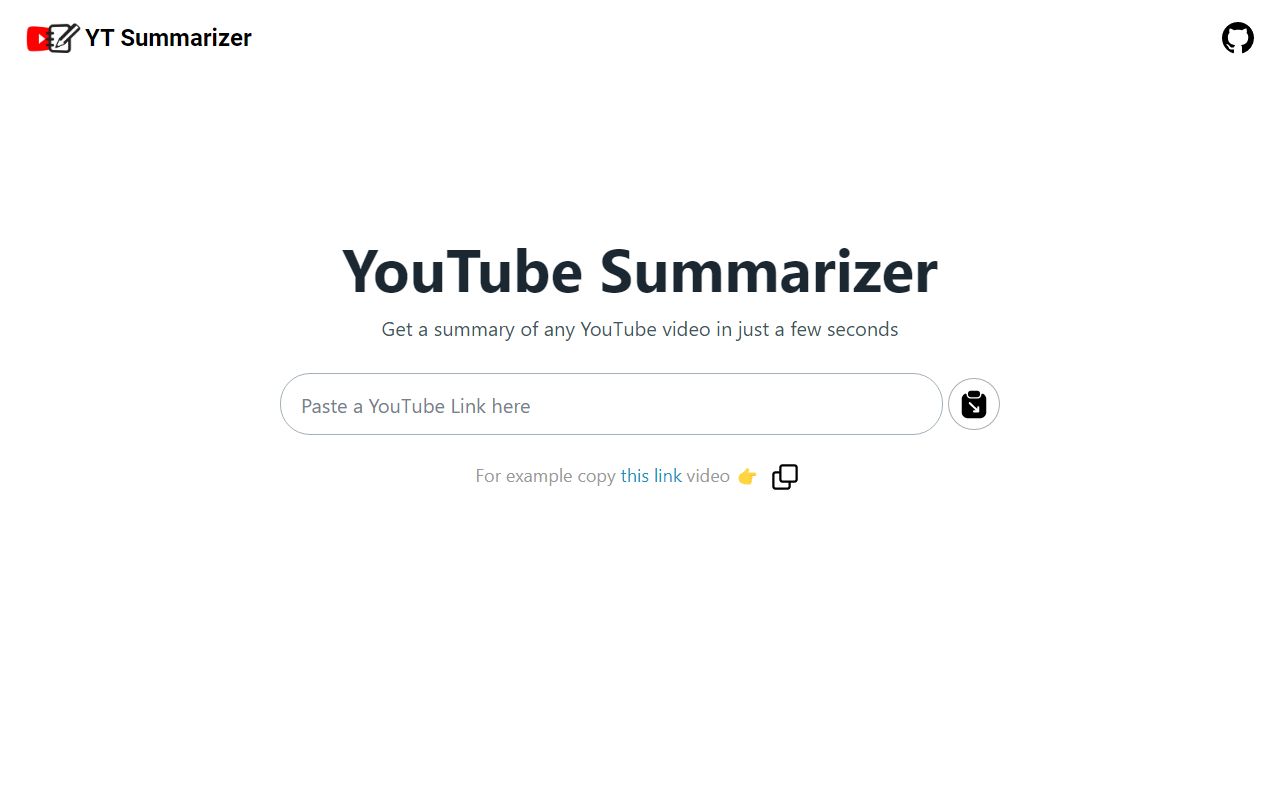 YT Summarizer
YouTube Summarizer
Get a summary of any YouTube video in just a few seconds
Paste a YouTube Link here
For example copy this link video 👉